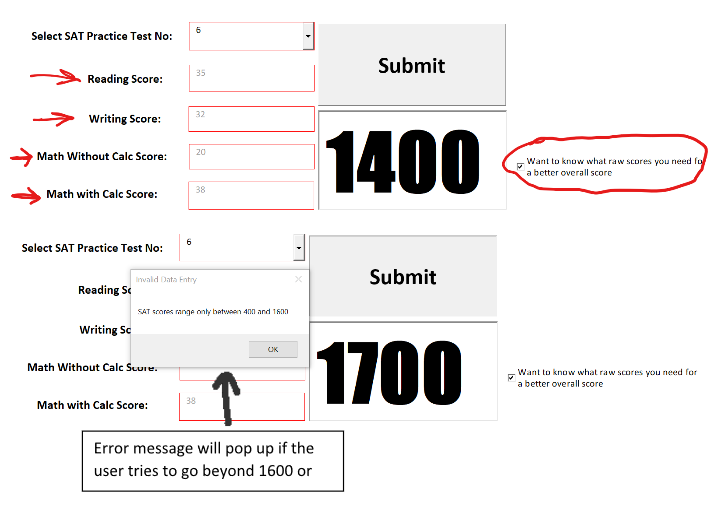 Select SAT Practice Test No:
6
Submit
Reading Score:
35
Writing Score:
32
Math Without Calc Score:
20
Math with Calc Score:
38
1400
Want to know what raw scores you need for
a better overall score
Select SAT Practice Test No:
6
Submit
Reading Sc
Invalid Data Entry
SAT scores range only between 400 and 1600
OK
Writing Sc
Math Without Calc Score:
Math with Calc Score:
38
1700
Want to know what raw scores you need for
a better overall score
Error message will pop up if the
user tries to go beyond 1600 or